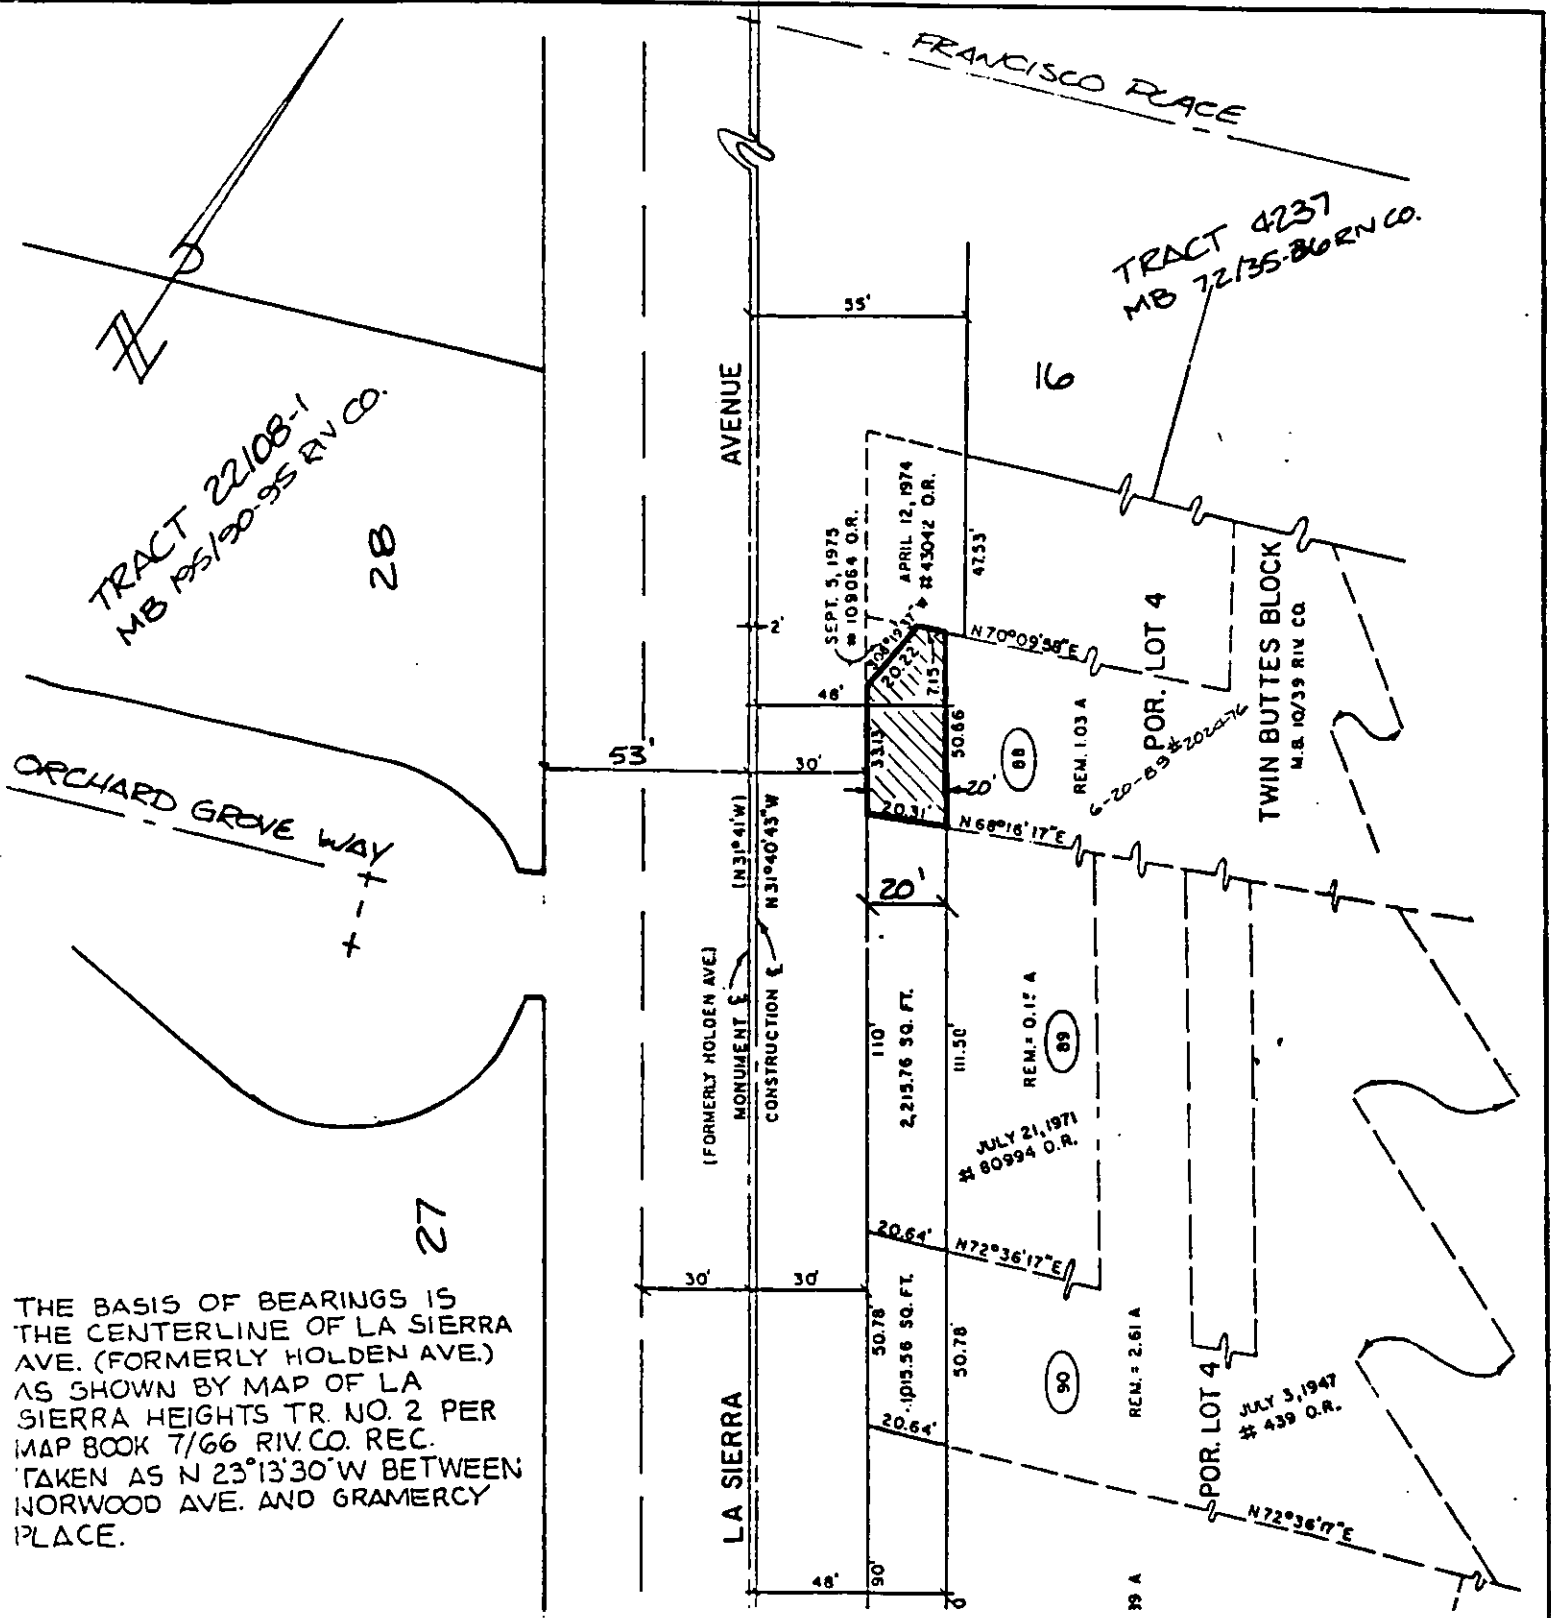 FRANCISCO PLACE
TRACT 4237
MB 72/35-36 RIV CO.
N
TRACT 22108-1
MB 195/90-95 RIV CO.
28
55'
AVENUE
16
SEPT. 5, 1975
# 109064 O.R.
APRIL 12, 1974
# 43042 O.R.
47.53'
2'
20.22'
7.15'
N 70°09'58" E
48'
33.13'
50.66'
53'
30'
20'
88
REM. 1.03 A
POR. LOT 4
TWIN BUTTES BLOCK
M.B. 10/39 RIV. CO.
ORCHARD GROVE WAY
20.31'
N 68°16'17" E
(N31°41'W)
N31°40'43"W
20'
(FORMERLY HOLDEN AVE.)
MONUMENT ℄
CONSTRUCTION ℄
110'
2,215.76 SQ. FT.
111.50'
REM. = 0.15 A
89
JULY 21, 1971
# 80994 O.R.
27
20.64'
N72°36'17"E
30'
30'
50.78'
1,015.56 SQ. FT.
50.78'
90
REM. = 2.61 A
POR. LOT 4
JULY 3, 1947
# 439 O.R.
20.64'
N72°36'17"E
LA SIERRA
48'
90'
39 A
THE BASIS OF BEARINGS IS
THE CENTERLINE OF LA SIERRA
AVE. (FORMERLY HOLDEN AVE.)
AS SHOWN BY MAP OF LA
SIERRA HEIGHTS TR. NO. 2 PER
MAP BOOK 7/66 RIV. CO. REC.
TAKEN AS N 23°13'30"W BETWEEN
NORWOOD AVE. AND GRAMERCY
PLACE.